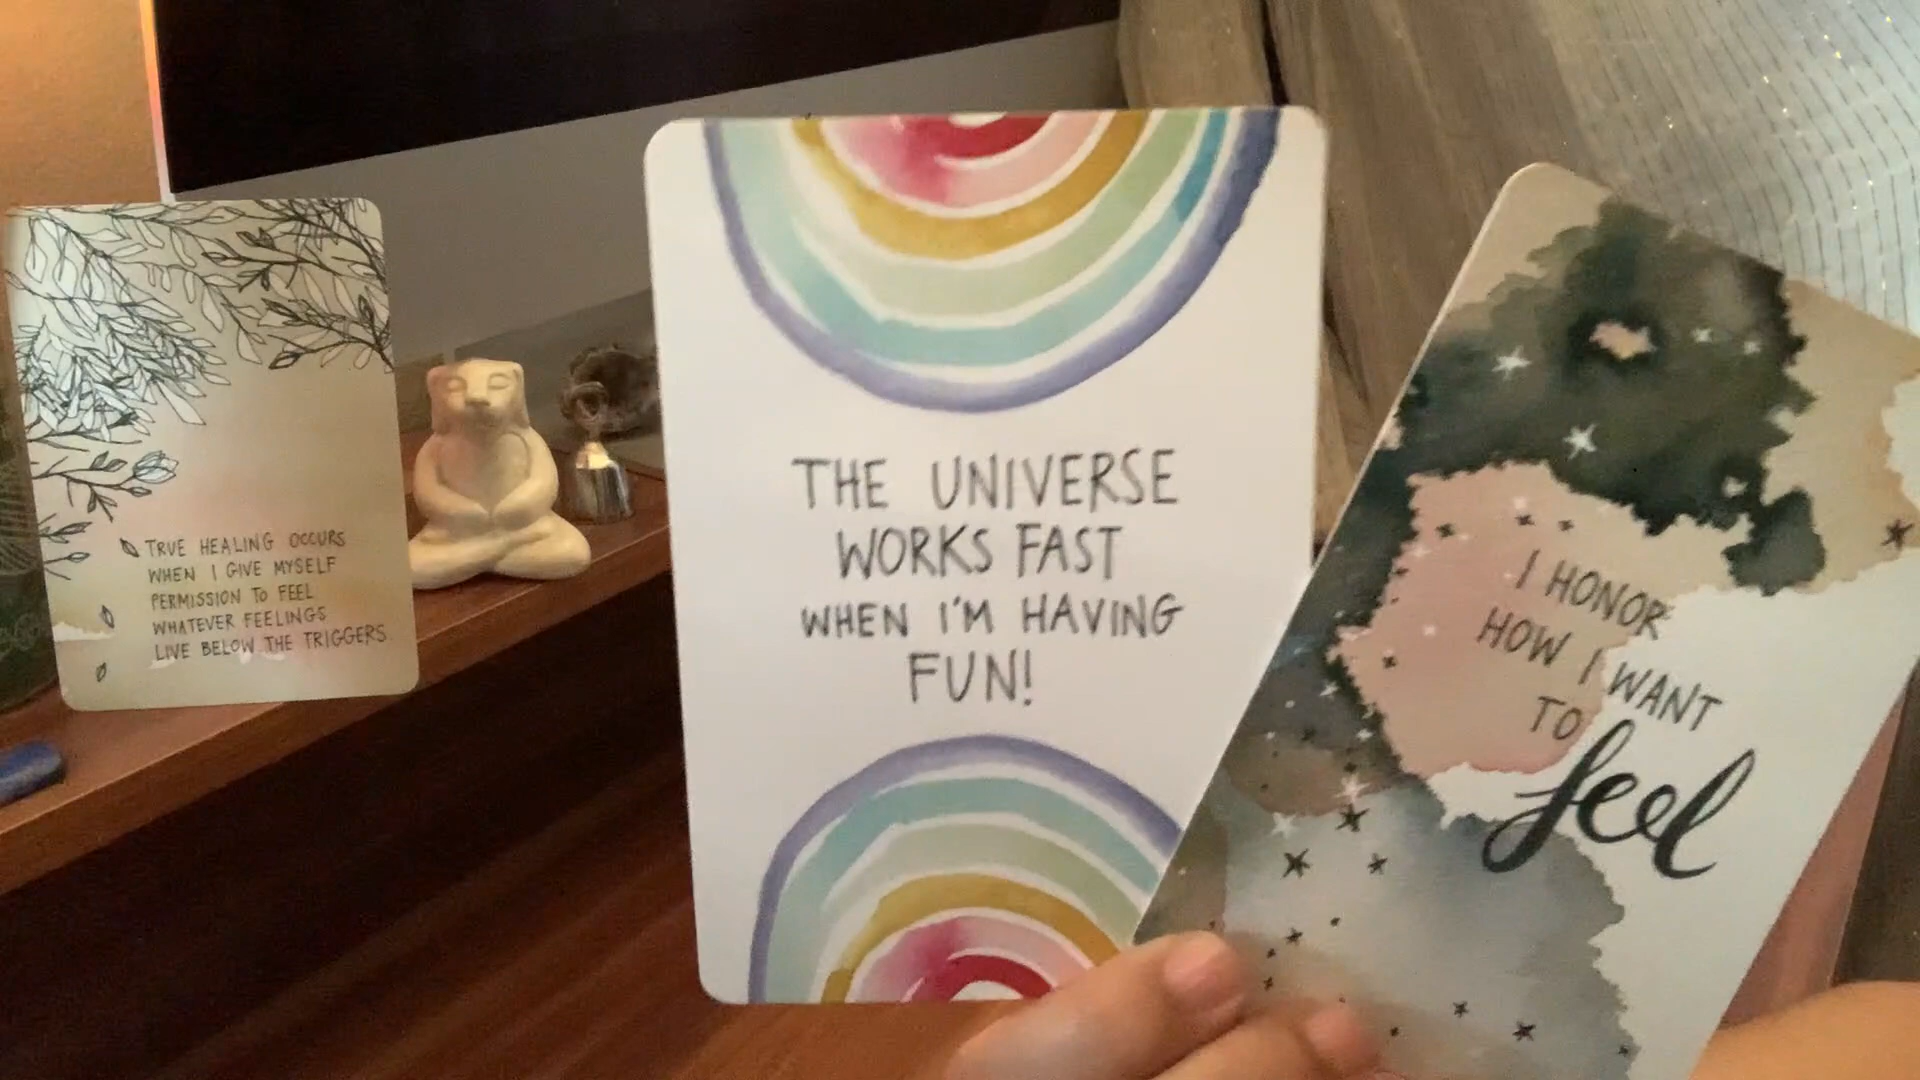 TRUE HEALING OCCURS
WHEN I GIVE MYSELF
PERMISSION TO FEEL
WHATEVER FEELINGS
LIVE BELOW THE TRIGGERS.
THE UNIVERSE
WORKS FAST
WHEN I'M HAVING
FUN!
I HONOR
HOW I WANT
TO
feel